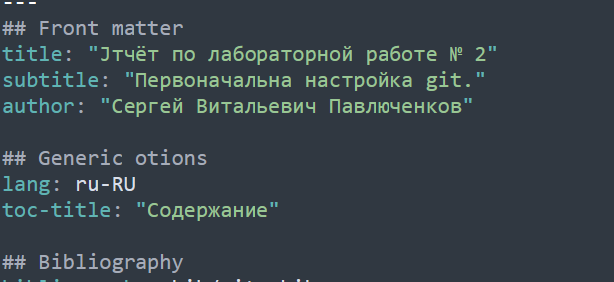 ---
## Front matter
title: "Jтчёт по лабораторной работе № 2"
subtitle: "Первоначальна настройка git."
author: "Сергей Витальевич Павлюченков"
## Generic otions
lang: ru-RU
toc-title: "Содержание"
## Bibliography